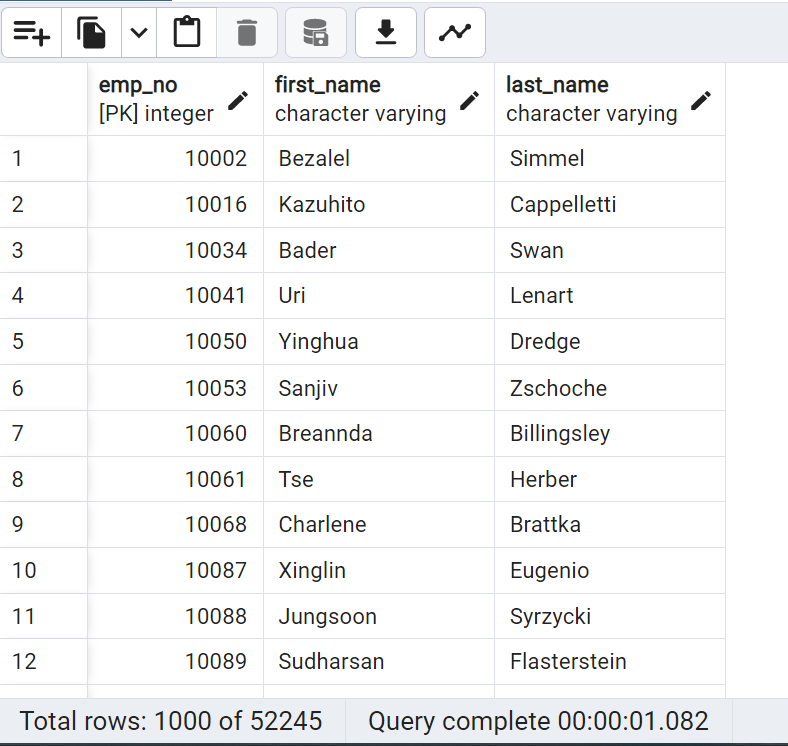 emp_no first_name last_name
[PK] integer character varying character varying
1 10002 Bezalel Simmel
2 10016 Kazuhito Cappelletti
3 10034 Bader Swan
4 10041 Uri Lenart
5 10050 Yinghua Dredge
6 10053 Sanjiv Zschoche
7 10060 Breannda Billingsley
8 10061 Tse Herber
9 10068 Charlene Brattka
10 10087 Xinglin Eugenio
11 10088 Jungsoon Syrzycki
12 10089 Sudharsan Flasterstein
Total rows: 1000 of 52245 Query complete 00:00:01.082